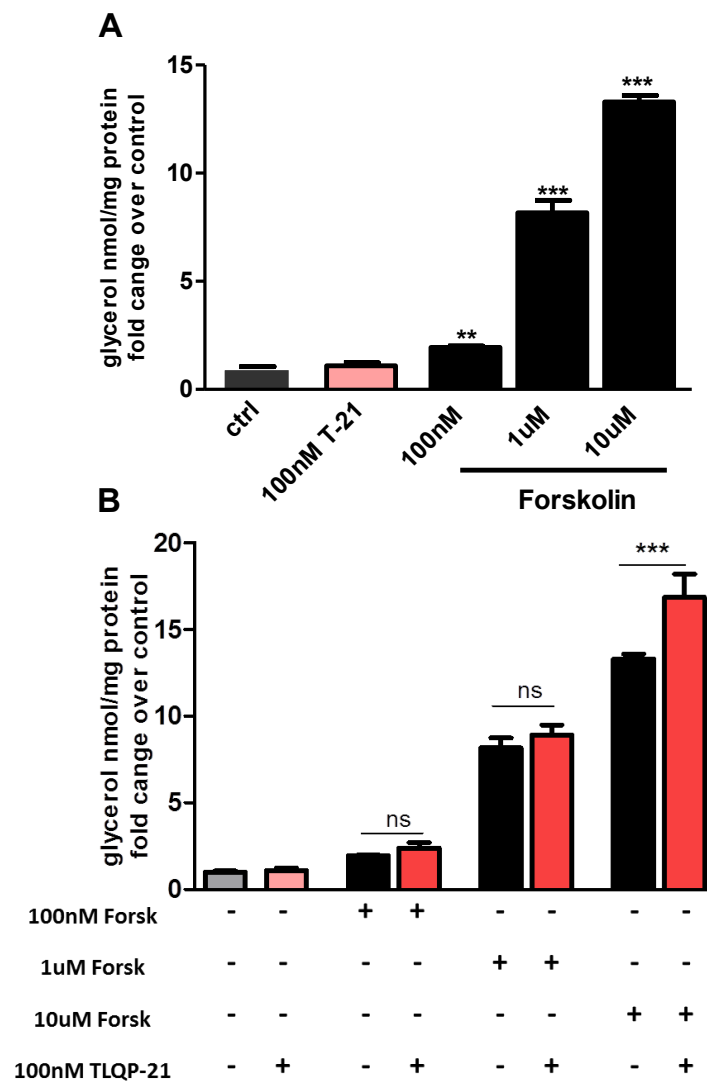 A
glycerol nmol/mg protein
fold cange over control
15
10
5
0
***
***
**
ctrl
100nM T-21
100nM
1uM
10uM
Forskolin
B
glycerol nmol/mg protein
fold cange over control
20
15
10
5
0
***
ns
ns
100nM Forsk - - + + - - - -
1uM Forsk - - - - + + - -
10uM Forsk - - - - - - + +
100nM TLQP-21 - + - + - + - +